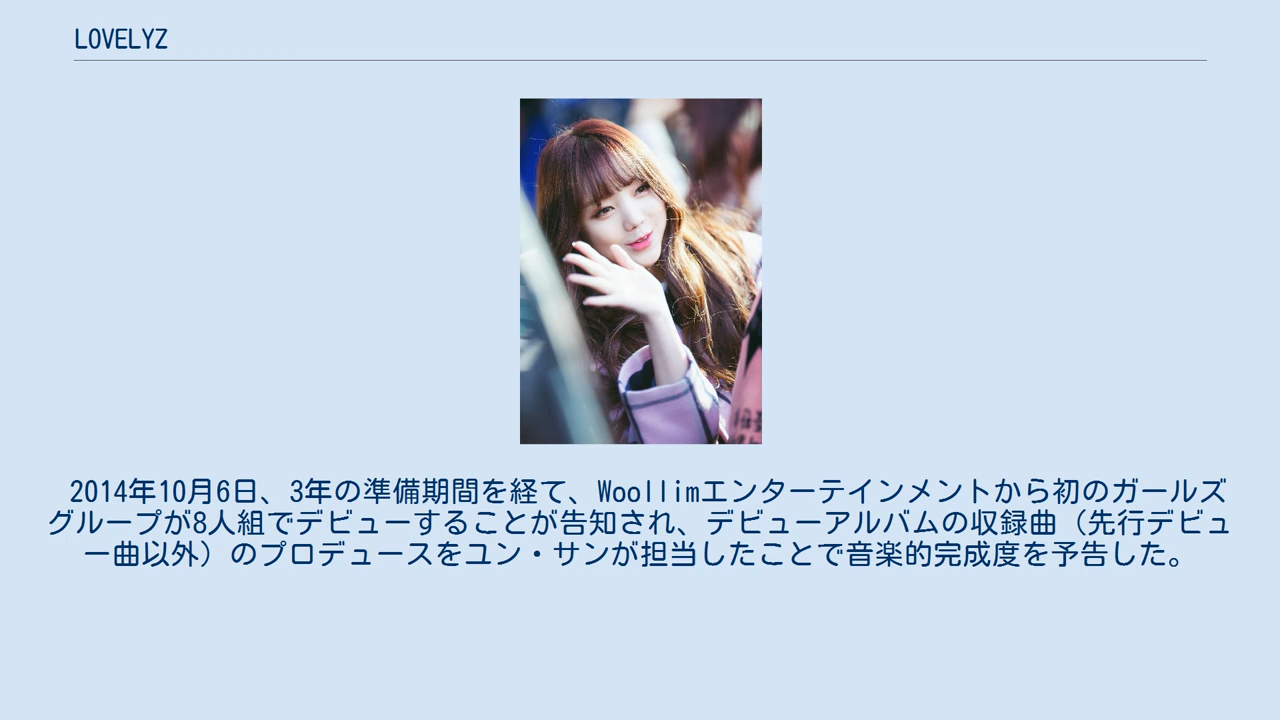 LOVELYZ
2014年10月6日、3年の準備期間を経て、Woollimエンターテインメントから初のガールズ
グループが8人組でデビューすることが告知され、デビューアルバムの収録曲（先行デビュ
ー曲以外）のプロデュースをユン・サンが担当したことで音楽的完成度を予告した。